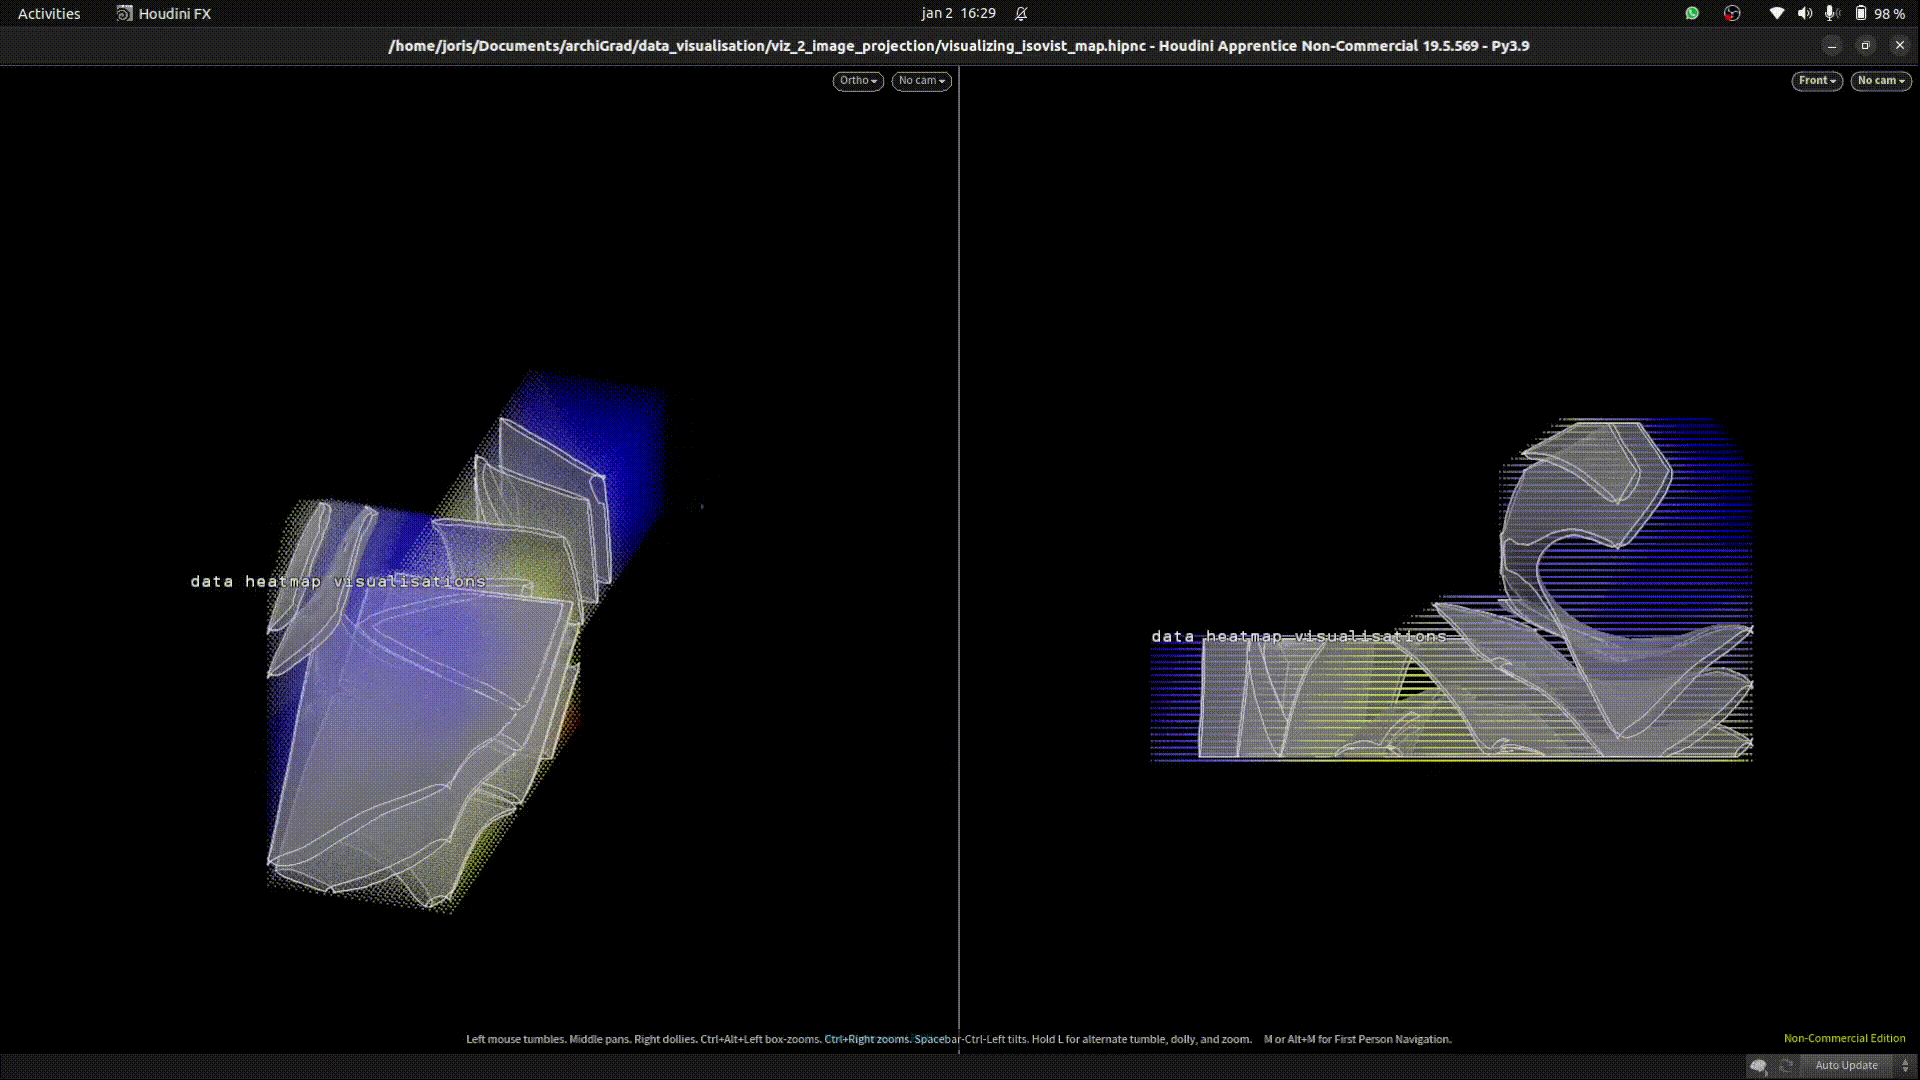 Activities
Houdini FX
jan 2 16:29
98 %
/home/joris/Documents/archiGrad/data_visualisation/viz_2_image_projection/visualizing_isovist_map.hipnc - Houdini Apprentice Non-Commercial 19.5.569 - Py3.9
Ortho
No cam
Front
No cam
data heatmap visualisations
data heatmap visualisations
Left mouse tumbles. Middle pans. Right dollies. Ctrl+Alt+Left box-zooms. Ctrl+Right zooms. Spacebar-Ctrl-Left tilts. Hold L for alternate tumble, dolly, and zoom. M or Alt+M for First Person Navigation.
Non-Commercial Edition
Auto Update